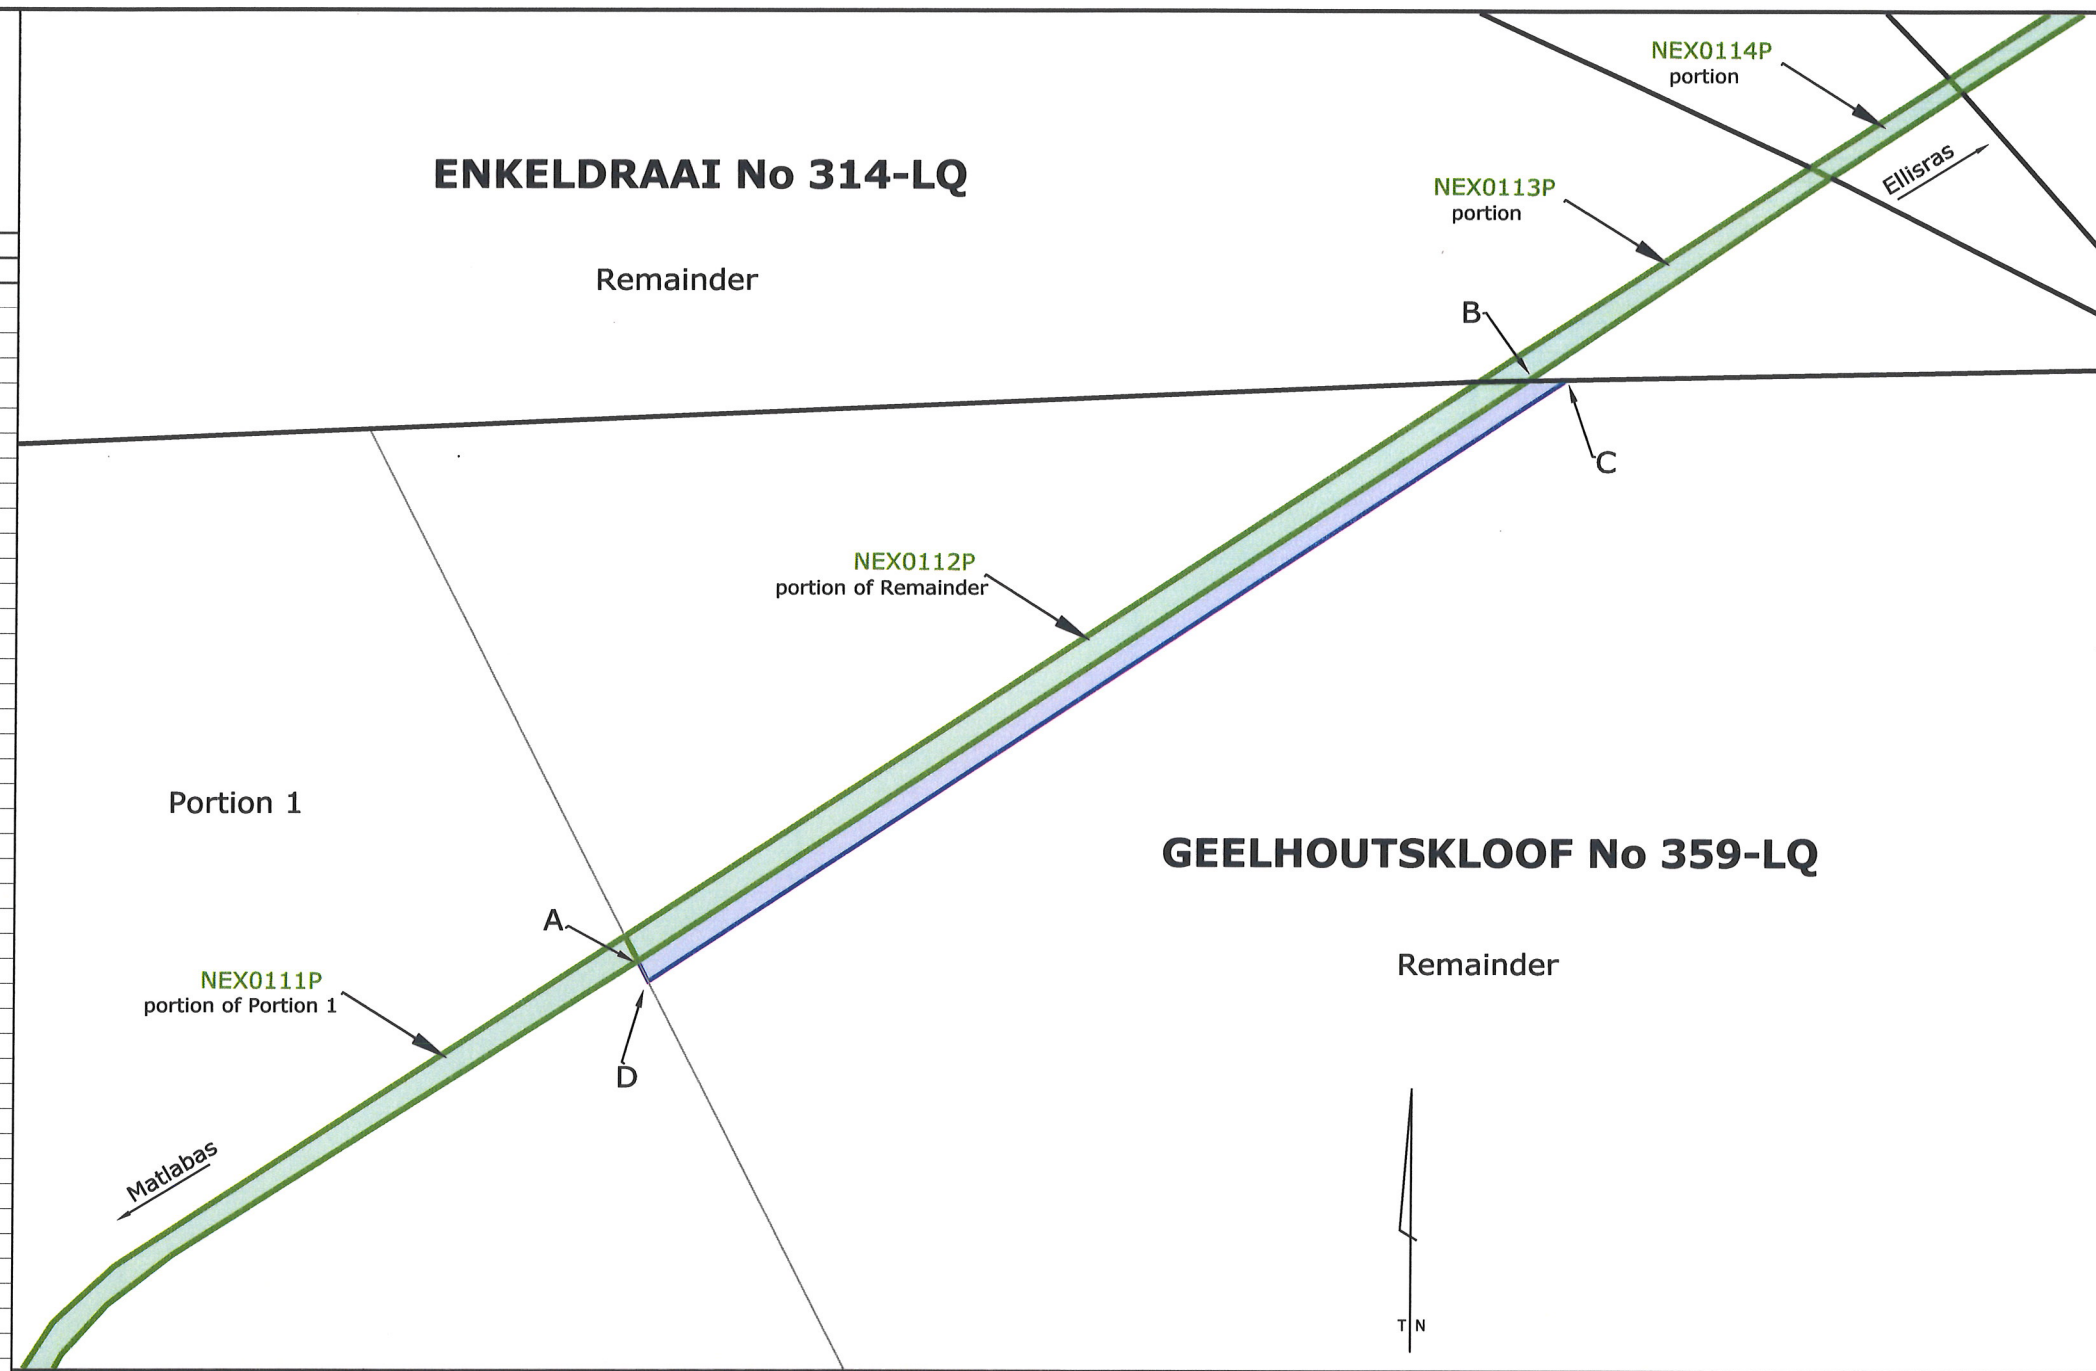 NEX0114P
portion
Ellisras
ENKELDRAAI No 314-LQ
NEX0113P
portion
Remainder
B
C
NEX0112P
portion of Remainder
Portion 1
GEELHOUTSKLOOF No 359-LQ
A
Remainder
NEX0111P
portion of Portion 1
D
Matlabas
T N